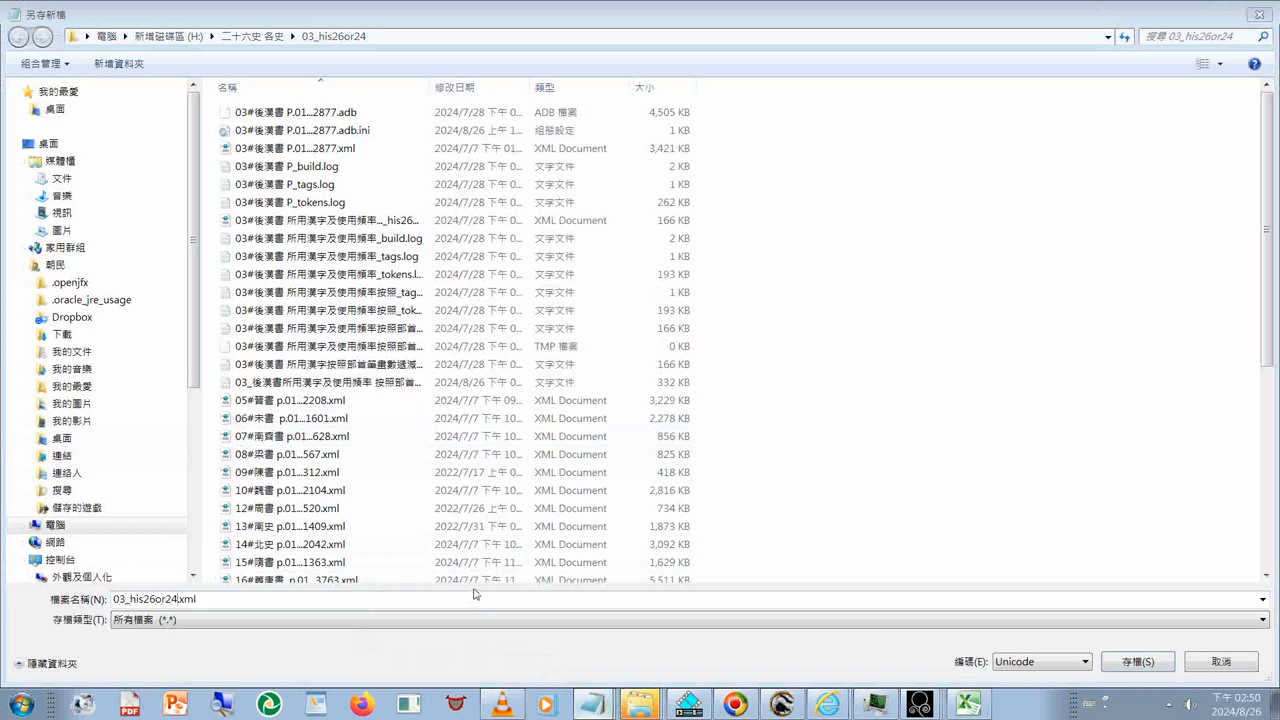 另存新檔
電腦 ▸ 新增磁碟區 (H:) ▸ 二十六史 各史 ▸ 03_his26or24
搜尋 03_his26or24
組合管理 ▾ 新增資料夾
名稱 修改日期 類型 大小
我的最愛
桌面
桌面
媒體櫃
文件
音樂
視訊
圖片
家用群組
朝民
.openjfx
.oracle_jre_usage
Dropbox
下載
我的文件
我的音樂
我的最愛
我的圖片
我的影片
桌面
連結
連絡人
搜尋
儲存的遊戲
電腦
網路
控制台
外觀及個人化
03#後漢書 P.01...2877.adb 2024/7/28 下午 0... ADB 檔案 4,505 KB
03#後漢書 P.01...2877.adb.ini 2024/8/26 上午 1... 組態設定 1 KB
03#後漢書 P.01...2877.xml 2024/7/7 下午 01... XML Document 3,421 KB
03#後漢書 P_build.log 2024/7/28 下午 0... 文字文件 2 KB
03#後漢書 P_tags.log 2024/7/28 下午 0... 文字文件 1 KB
03#後漢書 P_tokens.log 2024/7/28 下午 0... 文字文件 262 KB
03#後漢書 所用漢字及使用頻率..._his26... 2024/7/28 下午 0... XML Document 166 KB
03#後漢書 所用漢字及使用頻率_build.log 2024/7/28 下午 0... 文字文件 2 KB
03#後漢書 所用漢字及使用頻率_tags.log 2024/7/28 下午 0... 文字文件 1 KB
03#後漢書 所用漢字及使用頻率_tokens.l... 2024/7/28 下午 0... 文字文件 193 KB
03#後漢書 所用漢字及使用頻率按照_tag... 2024/7/28 下午 0... 文字文件 1 KB
03#後漢書 所用漢字及使用頻率按照_tok... 2024/7/28 下午 0... 文字文件 193 KB
03#後漢書 所用漢字及使用頻率按照部首... 2024/7/28 下午 0... 文字文件 166 KB
03#後漢書 所用漢字及使用頻率按照部首... 2024/7/28 下午 0... TMP 檔案 0 KB
03#後漢書 所用漢字按照部首筆畫數遞減... 2024/7/28 下午 0... 文字文件 166 KB
03_後漢書所用漢字及使用頻率 按照部首... 2024/8/26 下午 0... 文字文件 332 KB
05#晉書 p.01...2208.xml 2024/7/7 下午 09... XML Document 3,229 KB
06#宋書 p.01...1601.xml 2024/7/7 下午 10... XML Document 2,278 KB
07#南齊書 p.01...628.xml 2024/7/7 下午 10... XML Document 856 KB
08#梁書 p.01...567.xml 2024/7/7 下午 10... XML Document 825 KB
09#陳書 p.01...312.xml 2022/7/17 上午 0... XML Document 418 KB
10#魏書 p.01...2104.xml 2024/7/7 下午 10... XML Document 2,816 KB
12#周書 p.01...520.xml 2022/7/26 上午 0... XML Document 734 KB
13#南史 p.01...1409.xml 2022/7/31 下午 0... XML Document 1,873 KB
14#北史 p.01...2042.xml 2024/7/7 下午 10... XML Document 3,092 KB
15#隋書 p.01...1363.xml 2024/7/7 下午 11... XML Document 1,629 KB
16#舊唐書 p.01...3763.xml 2024/7/7 下午 11... XML Document 5,511 KB
檔案名稱(N): 03_his26or24.xml
存檔類型(T): 所有檔案 (*.*)
隱藏資料夾
編碼(E): Unicode 存檔(S) 取消
PDF
下午 02:50
2024/8/26